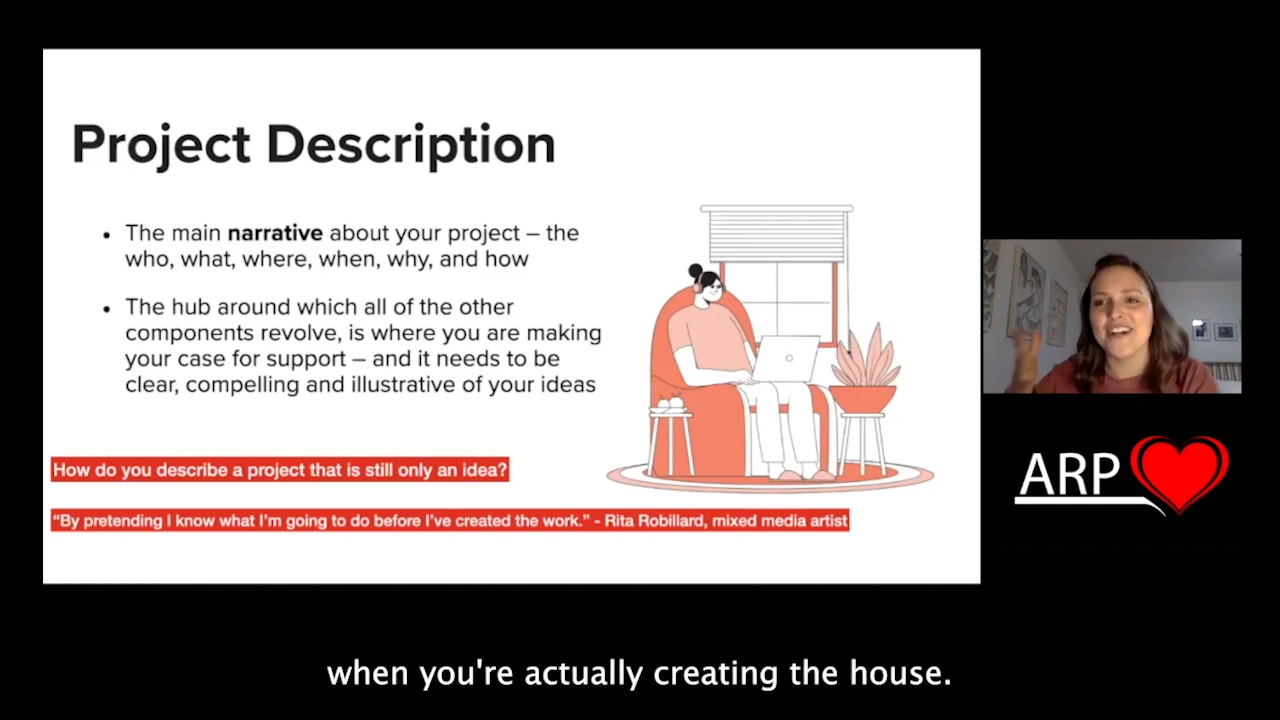 Project Description
• The main narrative about your project – the
who, what, where, when, why, and how
• The hub around which all of the other
components revolve, is where you are making
your case for support – and it needs to be
clear, compelling and illustrative of your ideas
How do you describe a project that is still only an idea?
“By pretending I know what I’m going to do before I’ve created the work.” - Rita Robillard, mixed media artist
ARP
when you're actually creating the house.